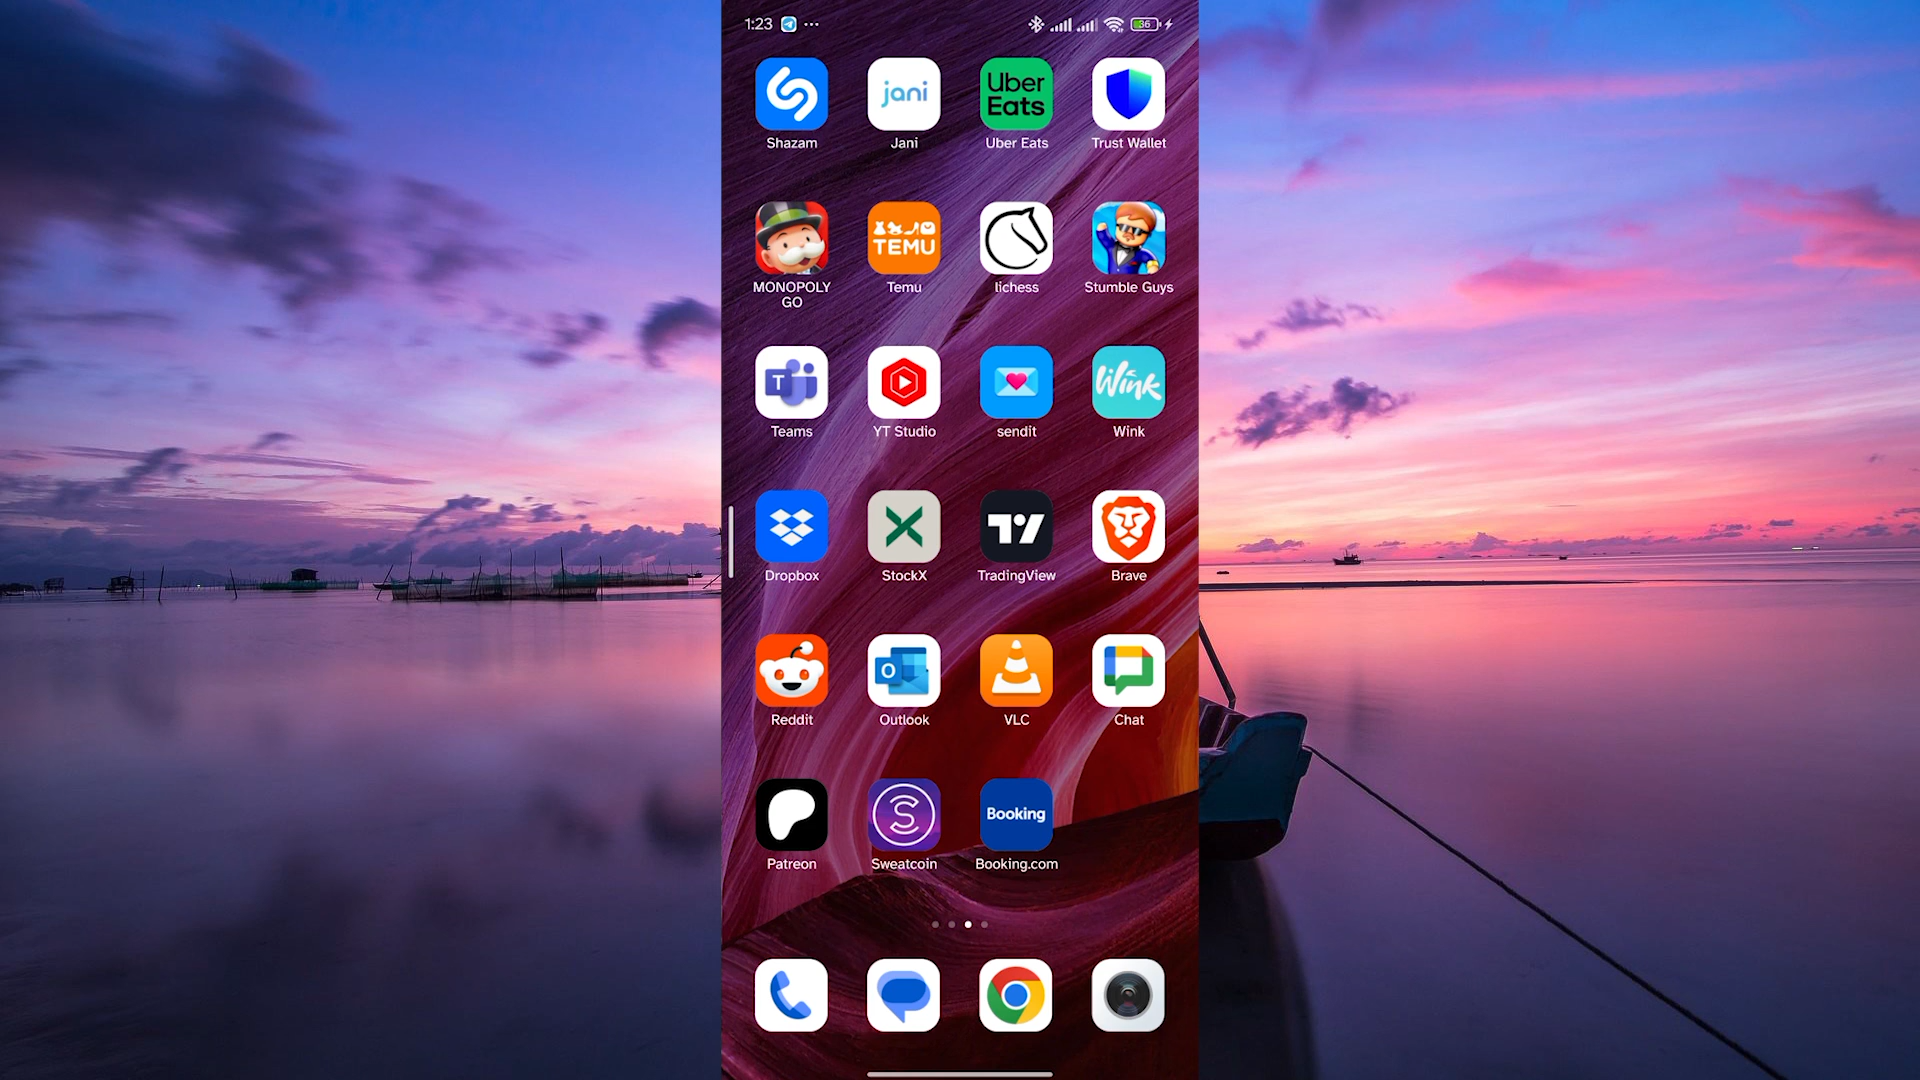 1:23
36
jani
Uber
Eats
Shazam
Jani
Uber Eats
Trust Wallet
TEMU
MONOPOLY
GO
Temu
lichess
Stumble Guys
T
Wink
Teams
YT Studio
sendit
Wink
Dropbox
StockX
TradingView
Brave
O
Reddit
Outlook
VLC
Chat
S
Booking
Patreon
Sweatcoin
Booking.com